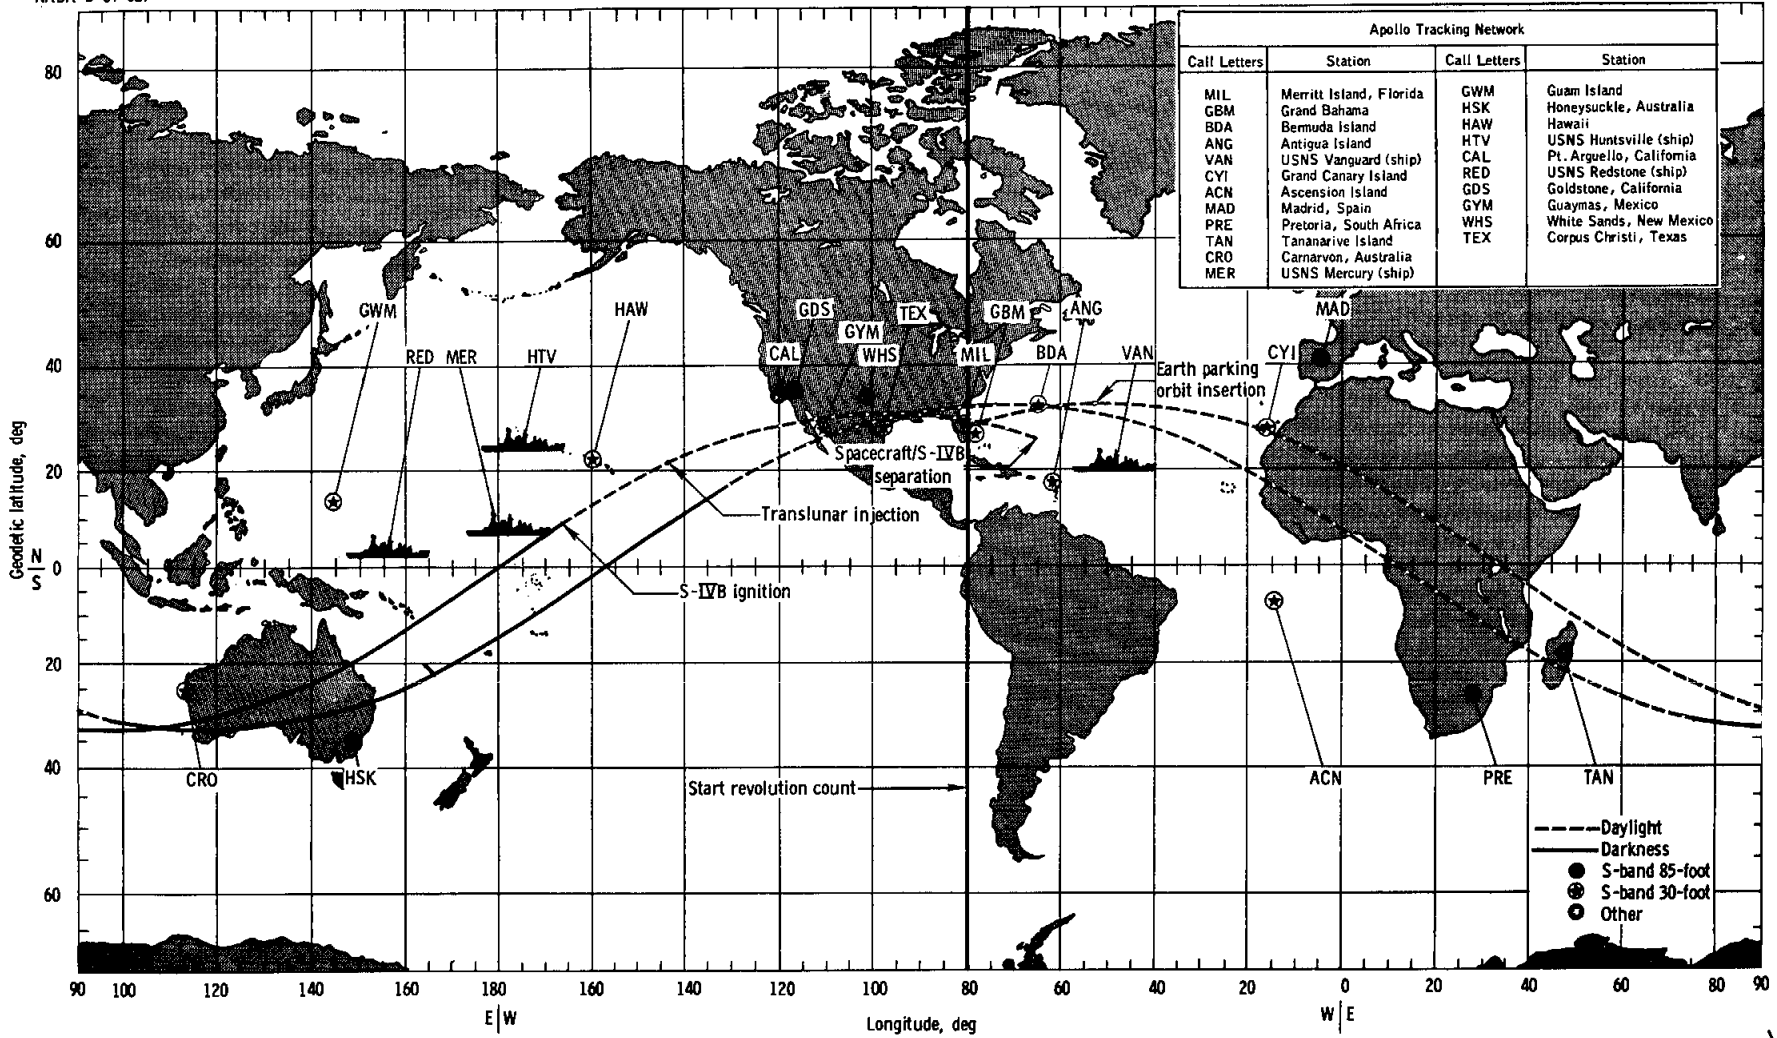 Apollo Tracking Network
Call Letters Station Call Letters Station
MIL Merritt Island, Florida GWM Guam Island
GBM Grand Bahama HSK Honeysuckle, Australia
BDA Bermuda Island HAW Hawaii
ANG Antigua Island HTV USNS Huntsville (ship)
VAN USNS Vanguard (ship) CAL Pt. Arguello, California
CYI Grand Canary Island RED USNS Redstone (ship)
ACN Ascension Island GDS Goldstone, California
MAD Madrid, Spain GYM Guaymas, Mexico
PRE Pretoria, South Africa WHS White Sands, New Mexico
TAN Tananarive Island TEX Corpus Christi, Texas
CRO Carnarvon, Australia
MER USNS Mercury (ship)
80
60
40
20
0
20
40
60
Geodetic latitude, deg
N
S
GWM HAW GDS TEX GBM ANG MAD
GYM
RED MER HTV CAL WHS MIL BDA VAN CYI
Earth parking
orbit insertion
Spacecraft/S-IVB
separation
Translunar injection
S-IVB ignition
CRO HSK ACN PRE TAN
Start revolution count
Daylight
Darkness
S-band 85-foot
S-band 30-foot
Other
90 100 120 140 160 180 160 140 120 100 80 60 40 20 0 20 40 60 80 90
E W W E
Longitude, deg